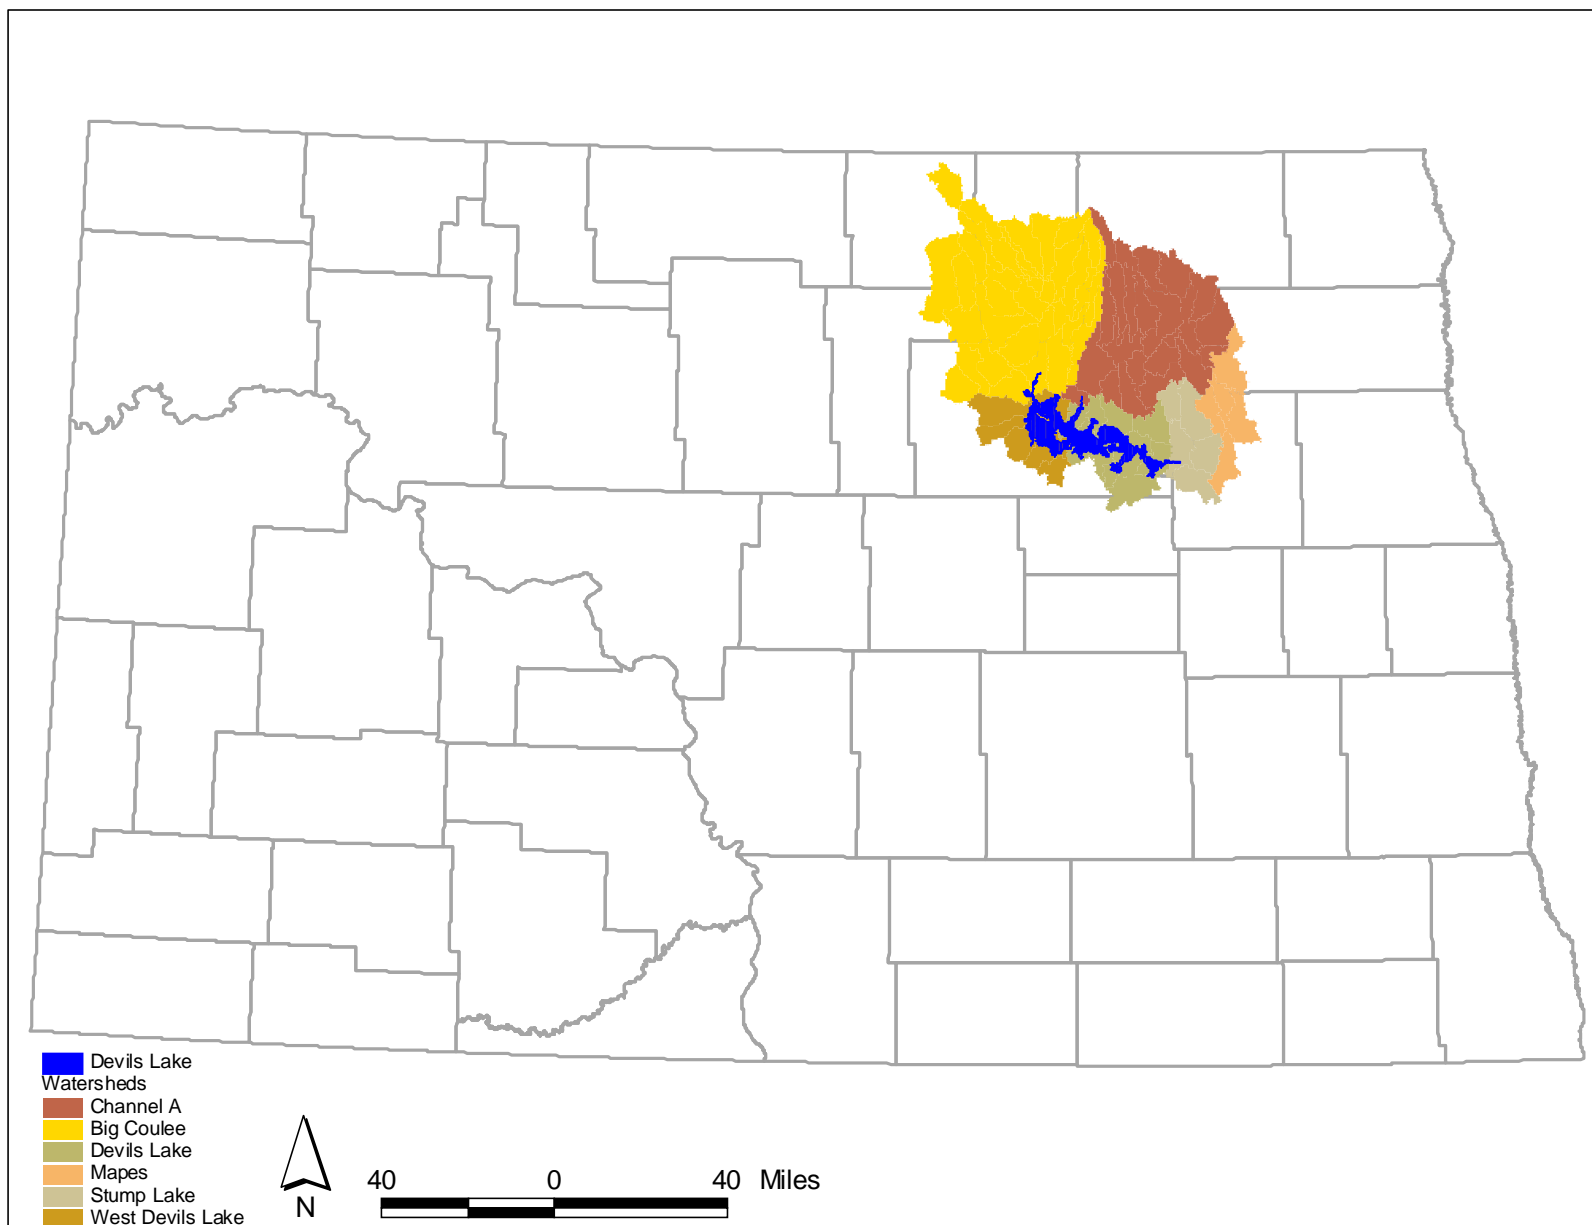 Devils Lake
Watersheds
Channel A
Big Coulee
Devils Lake
Mapes
Stump Lake
West Devils Lake
N
40 0 40 Miles